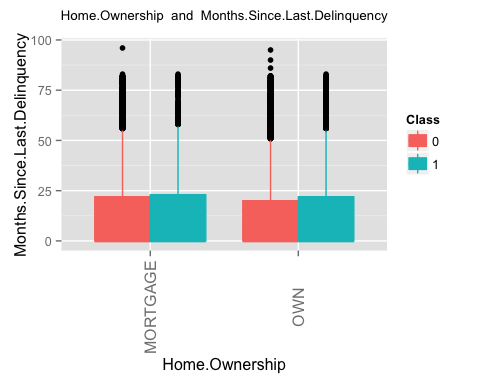 Home.Ownership and Months.Since.Last.Delinquency
Months.Since.Last.Delinquency
100
75
50
25
0
MORTGAGE
OWN
Home.Ownership
Class
0
1